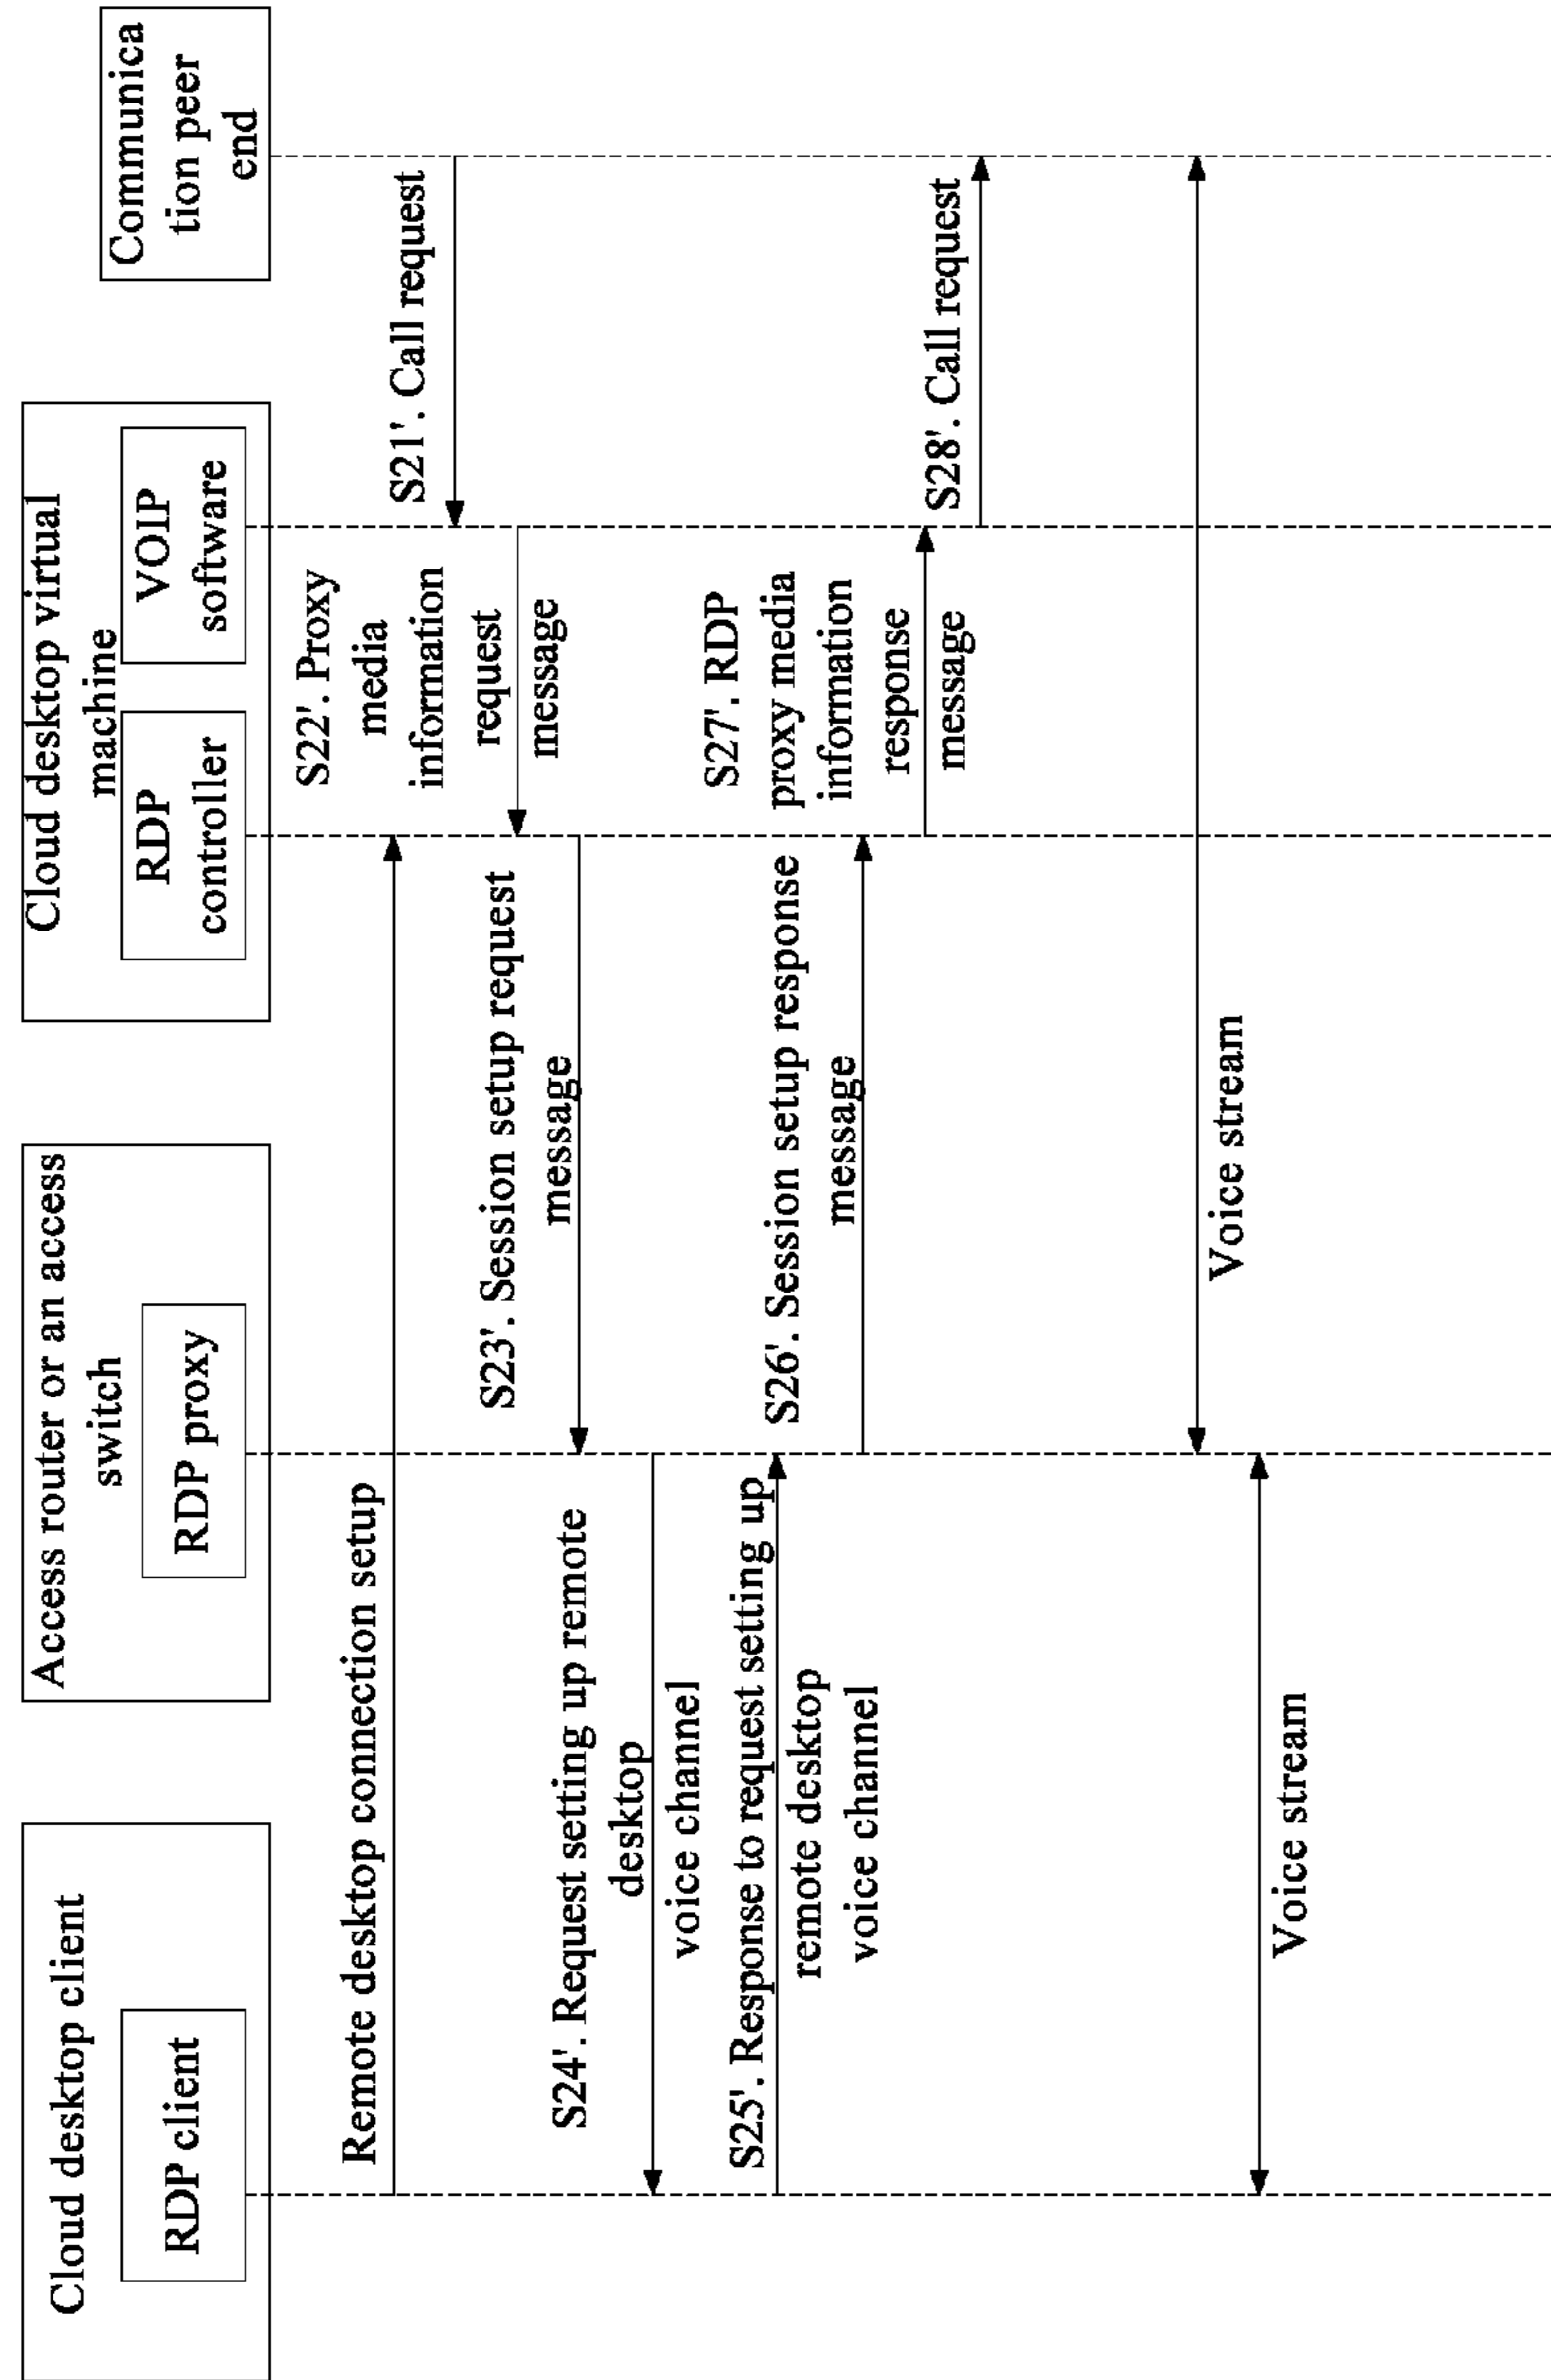 Cloud desktop client
RDP client
Access router or an access
switch
RDP proxy
Cloud desktop virtual
machine
RDP
controller
VOIP
software
Communica
tion peer
end
Remote desktop connection setup
S21'. Call request
S22'. Proxy
media
information
request
message
S23'. Session setup request
message
S24'. Request setting up remote
desktop
voice channel
S25'. Response to request setting up
remote desktop
voice channel
S26'. Session setup response
message
S27'. RDP
proxy media
information
response
message
S28'. Call request
Voice stream
Voice stream